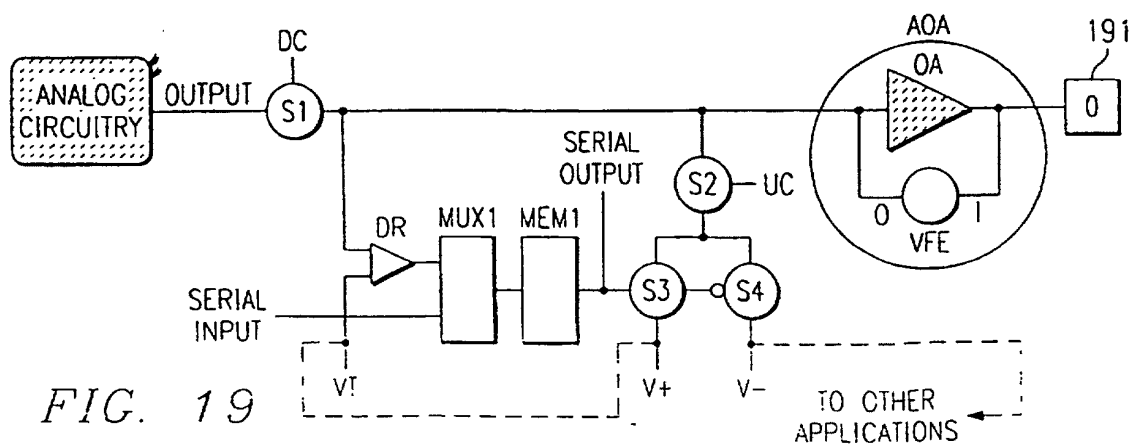 191
AOA
DC
OA
ANALOG
CIRCUITRY
OUTPUT
S1
0
SERIAL
OUTPUT
S2
UC
0
1
VFE
DR
MUX1
MEM1
S3
S4
SERIAL
INPUT
VT
V+
V-
FIG. 19
TO OTHER
APPLICATIONS